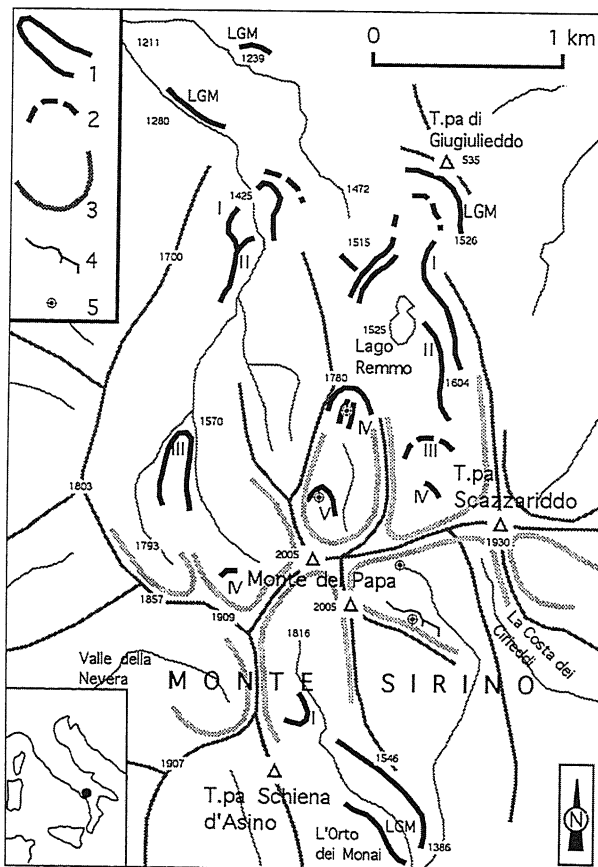 1211
LGM
1239
0 1 km
1
2
3
4
5
LGM
1280
T.pa di
Giugiulieddo
535
LGM
1526
1472
1425
I
II
1515
I
1700
1525
Lago
Remmo
II
1604
1780
IV
1570
III
III
T.pa
Scazzariddo
IV
V
1803
1793
2005
1930
Monte del Papa
IV
1857
1909
2005
La Costa dei
Cirreddi
1816
Valle della
Nevera
MONTE SIRINO
I
1907
1546
T.pa Schiena
d'Asino
LGM
L'Orto
dei Monai
1386
N